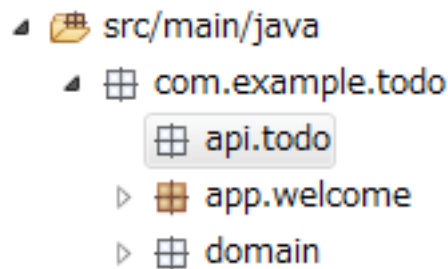 src/main/java
com.example.todo
api.todo
app.welcome
domain